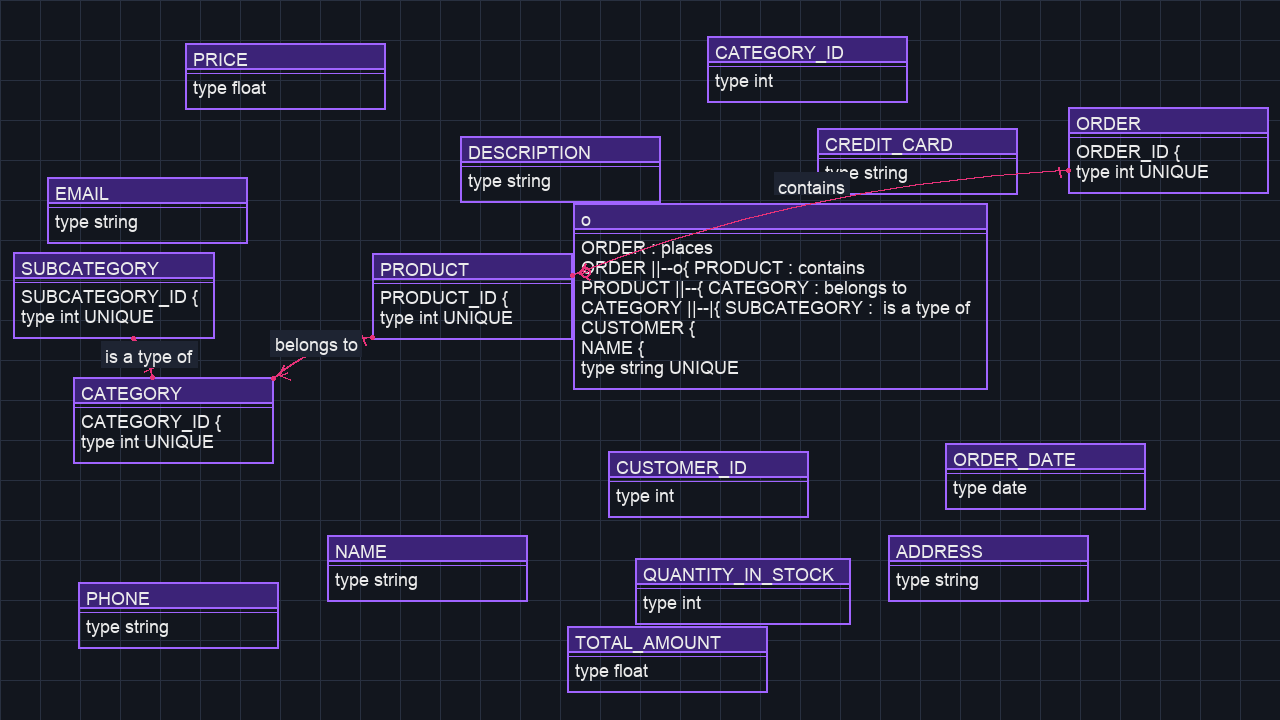 PRICE
type float
CATEGORY_ID
type int
ORDER
ORDER_ID {
type int UNIQUE
CREDIT_CARD
type string
DESCRIPTION
type string
contains
EMAIL
type string
o
ORDER : places
ORDER ||--o{ PRODUCT : contains
PRODUCT ||--{ CATEGORY : belongs to
CATEGORY ||--|{ SUBCATEGORY :  is a type of
CUSTOMER {
NAME {
type string UNIQUE
SUBCATEGORY
SUBCATEGORY_ID {
type int UNIQUE
PRODUCT
PRODUCT_ID {
type int UNIQUE
belongs to
is a type of
CATEGORY
CATEGORY_ID {
type int UNIQUE
CUSTOMER_ID
type int
ORDER_DATE
type date
NAME
type string
QUANTITY_IN_STOCK
type int
ADDRESS
type string
PHONE
type string
TOTAL_AMOUNT
type float